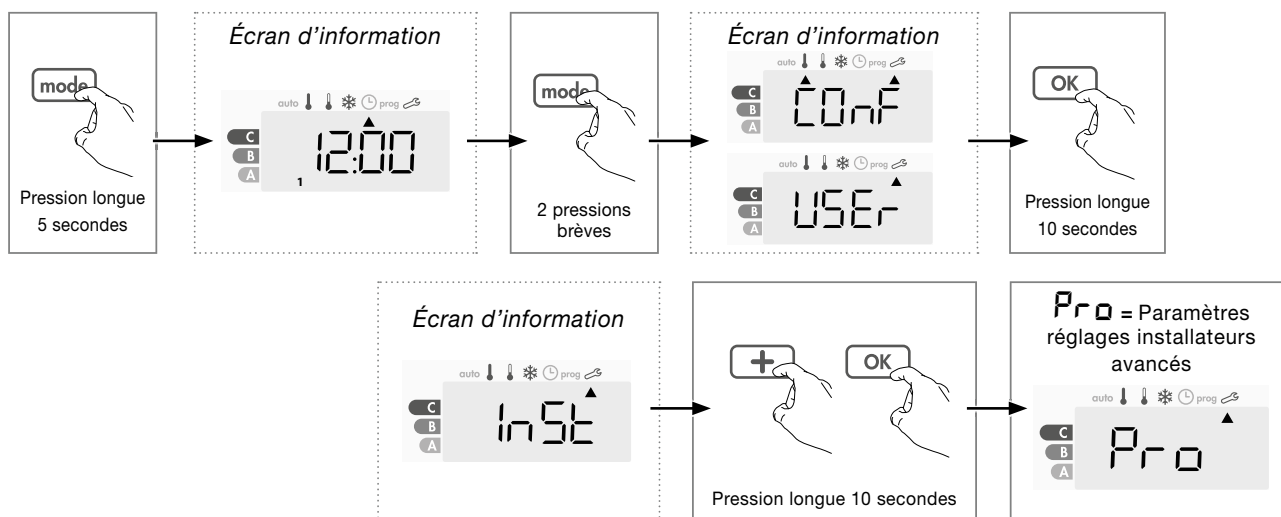 mode
Pression longue
5 secondes
Écran d'information
auto prog
C
B
A
12:00
1
mode
2 pressions
brèves
Écran d'information
auto prog
C
B
A
COnF
auto prog
C
B
A
USEr
OK
Pression longue
10 secondes
Écran d'information
auto prog
C
B
A
InSt
+
OK
Pression longue 10 secondes
Pro = Paramètres
réglages installateurs
avancés
auto prog
C
B
A
Pro